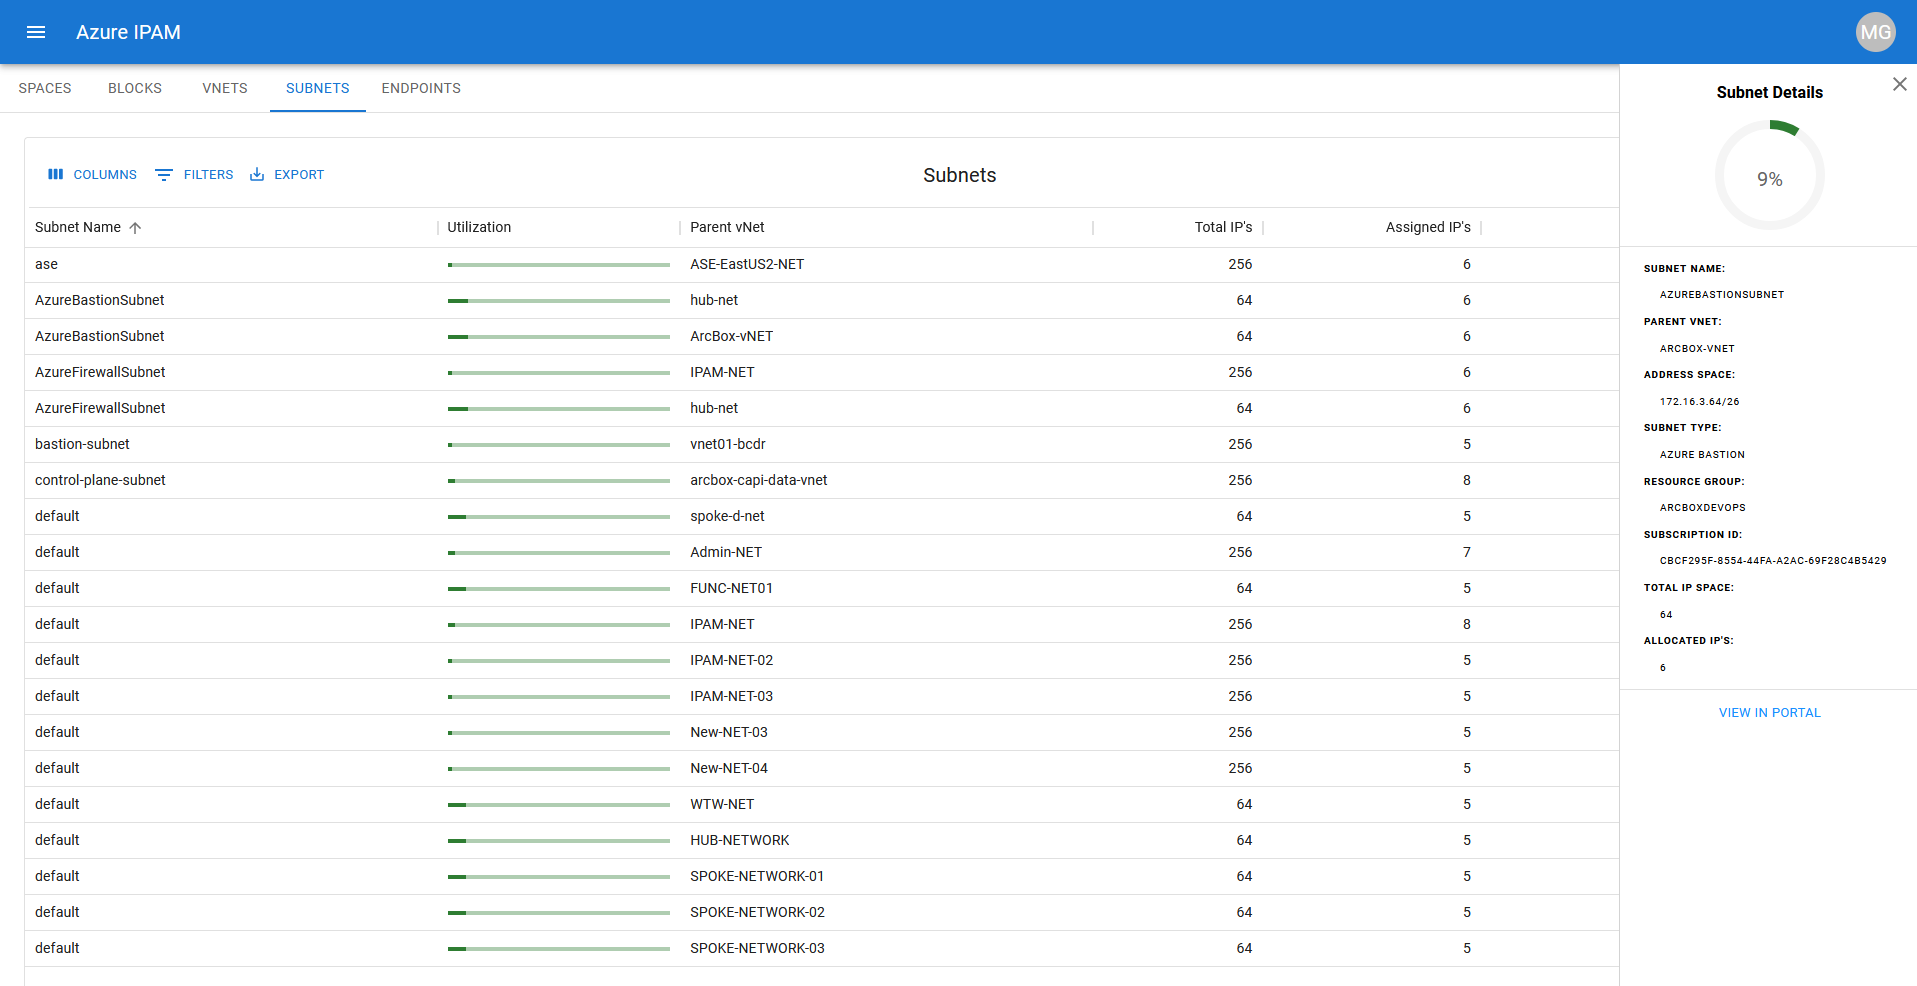 Azure IPAM
MG
SPACES BLOCKS VNETS SUBNETS ENDPOINTS
COLUMNS FILTERS EXPORT
Subnets
Subnet Name Utilization Parent vNet Total IP's Assigned IP's
ase ASE-EastUS2-NET 256 6
AzureBastionSubnet hub-net 64 6
AzureBastionSubnet ArcBox-vNET 64 6
AzureFirewallSubnet IPAM-NET 256 6
AzureFirewallSubnet hub-net 64 6
bastion-subnet vnet01-bcdr 256 5
control-plane-subnet arcbox-capi-data-vnet 256 8
default spoke-d-net 64 5
default Admin-NET 256 7
default FUNC-NET01 64 5
default IPAM-NET 256 8
default IPAM-NET-02 256 5
default IPAM-NET-03 256 5
default New-NET-03 256 5
default New-NET-04 256 5
default WTW-NET 64 5
default HUB-NETWORK 64 5
default SPOKE-NETWORK-01 64 5
default SPOKE-NETWORK-02 64 5
default SPOKE-NETWORK-03 64 5
Subnet Details
9%
SUBNET NAME:
AZUREBASTIONSUBNET
PARENT VNET:
ARCBOX-VNET
ADDRESS SPACE:
172.16.3.64/26
SUBNET TYPE:
AZURE BASTION
RESOURCE GROUP:
ARCBOXDEVOPS
SUBSCRIPTION ID:
CBCF295F-8554-44FA-A2AC-69F28C4B5429
TOTAL IP SPACE:
64
ALLOCATED IP'S:
6
VIEW IN PORTAL